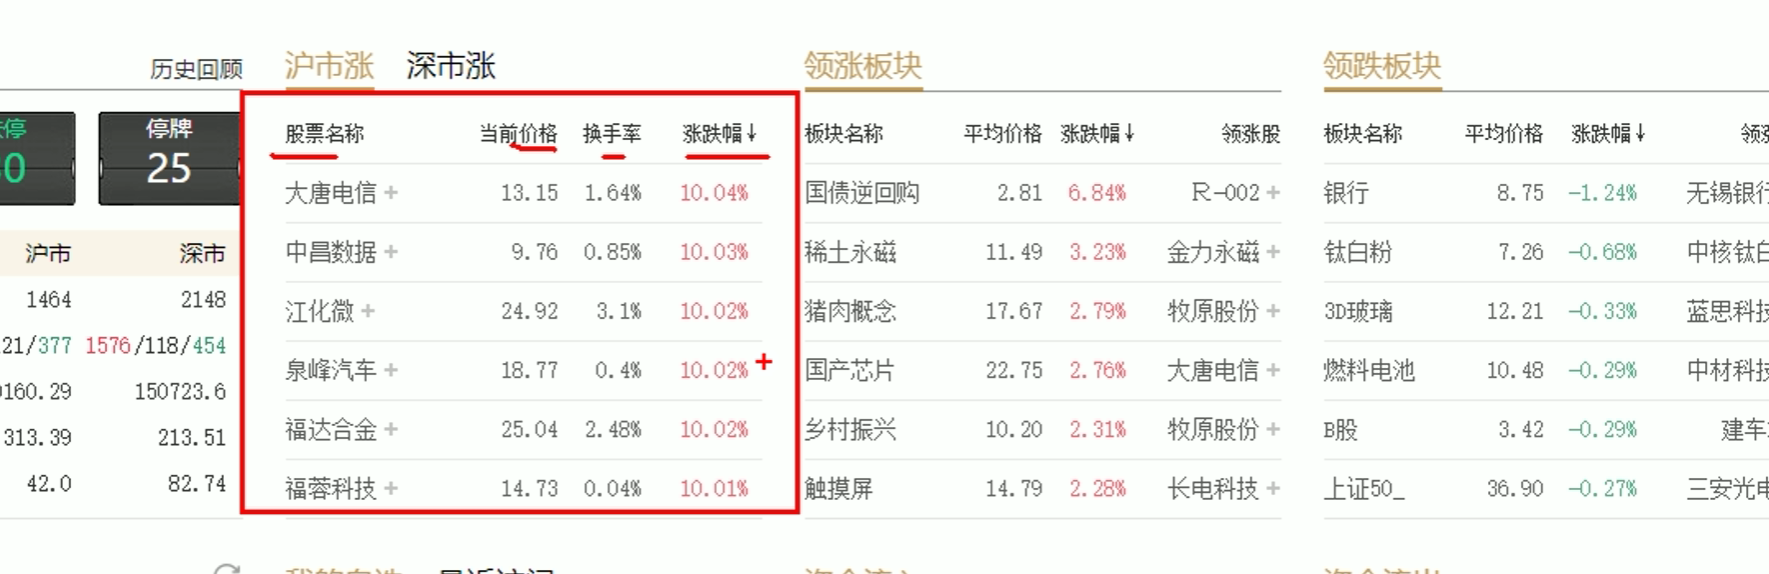 历史回顾 沪市涨 深市涨 领涨板块 领跌板块
停 停牌
0 25
股票名称 当前价格 换手率 涨跌幅↓ 板块名称 平均价格 涨跌幅↓ 领涨股 板块名称 平均价格 涨跌幅↓
大唐电信+ 13.15 1.64% 10.04% 国债逆回购 2.81 6.84% R-002+ 银行 8.75 -1.24% 无锡银行
沪市 深市 中昌数据+ 9.76 0.85% 10.03% 稀土永磁 11.49 3.23% 金力永磁+ 钛白粉 7.26 -0.68% 中核钛白
1464 2148 江化微+ 24.92 3.1% 10.02% 猪肉概念 17.67 2.79% 牧原股份+ 3D玻璃 12.21 -0.33% 蓝思科技
21/377 1576/118/454 泉峰汽车+ 18.77 0.4% 10.02% 国产芯片 22.75 2.76% 大唐电信+ 燃料电池 10.48 -0.29% 中材科技
160.29 150723.6
313.39 213.51 福达合金+ 25.04 2.48% 10.02% 乡村振兴 10.20 2.31% 牧原股份+ B股 3.42 -0.29% 建车
42.0 82.74 福蓉科技+ 14.73 0.04% 10.01% 触摸屏 14.79 2.28% 长电科技+ 上证50_ 36.90 -0.27% 三安光电